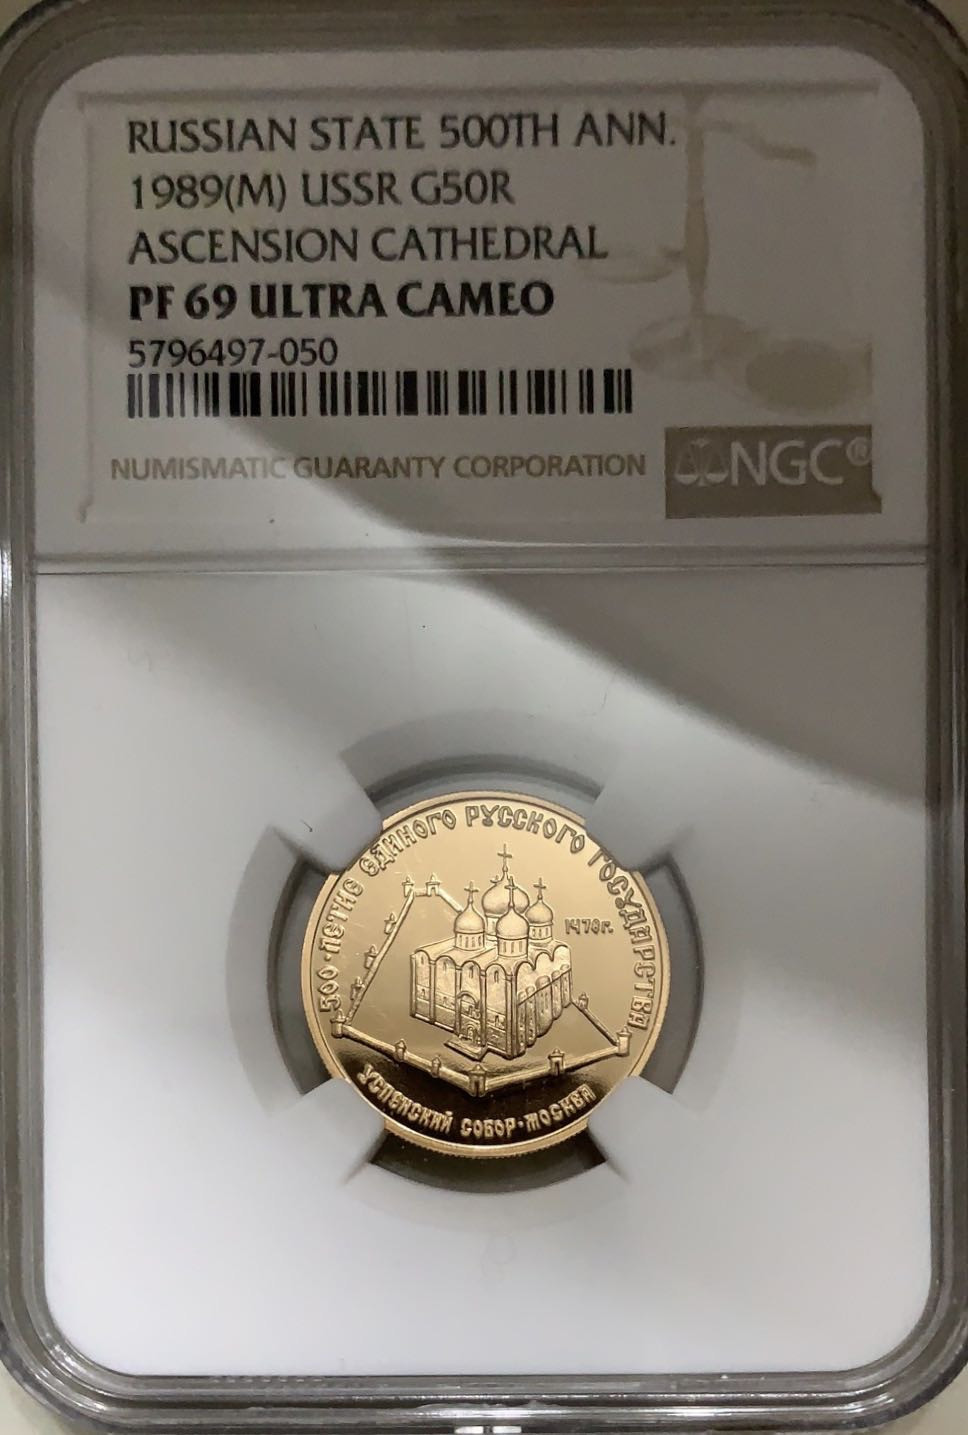 RUSSIAN STATE 500TH ANN.
1989(M) USSR G50R
ASCENSION CATHEDRAL
PF 69 ULTRA CAMEO
5796497-050
NUMISMATIC GUARANTY CORPORATION
NGC®
500-ЛЕТИЕ ЕДИНОГО РУССКОГО ГОСУДАРСТВА
1479г.
УСПЕНСКИЙ СОБОР·МОСКВА